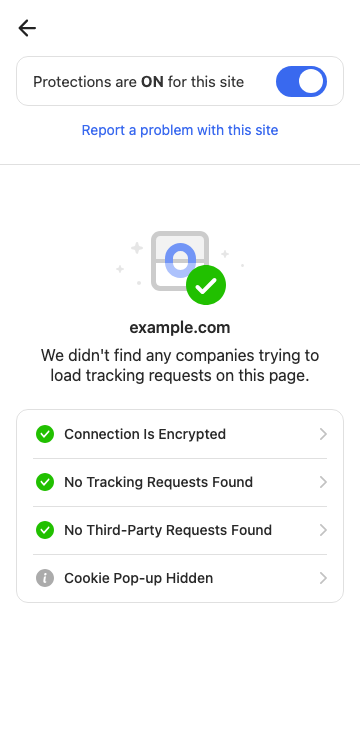 Protections are ON for this site
Report a problem with this site
example.com
We didn't find any companies trying to
load tracking requests on this page.
Connection Is Encrypted
No Tracking Requests Found
No Third-Party Requests Found
Cookie Pop-up Hidden